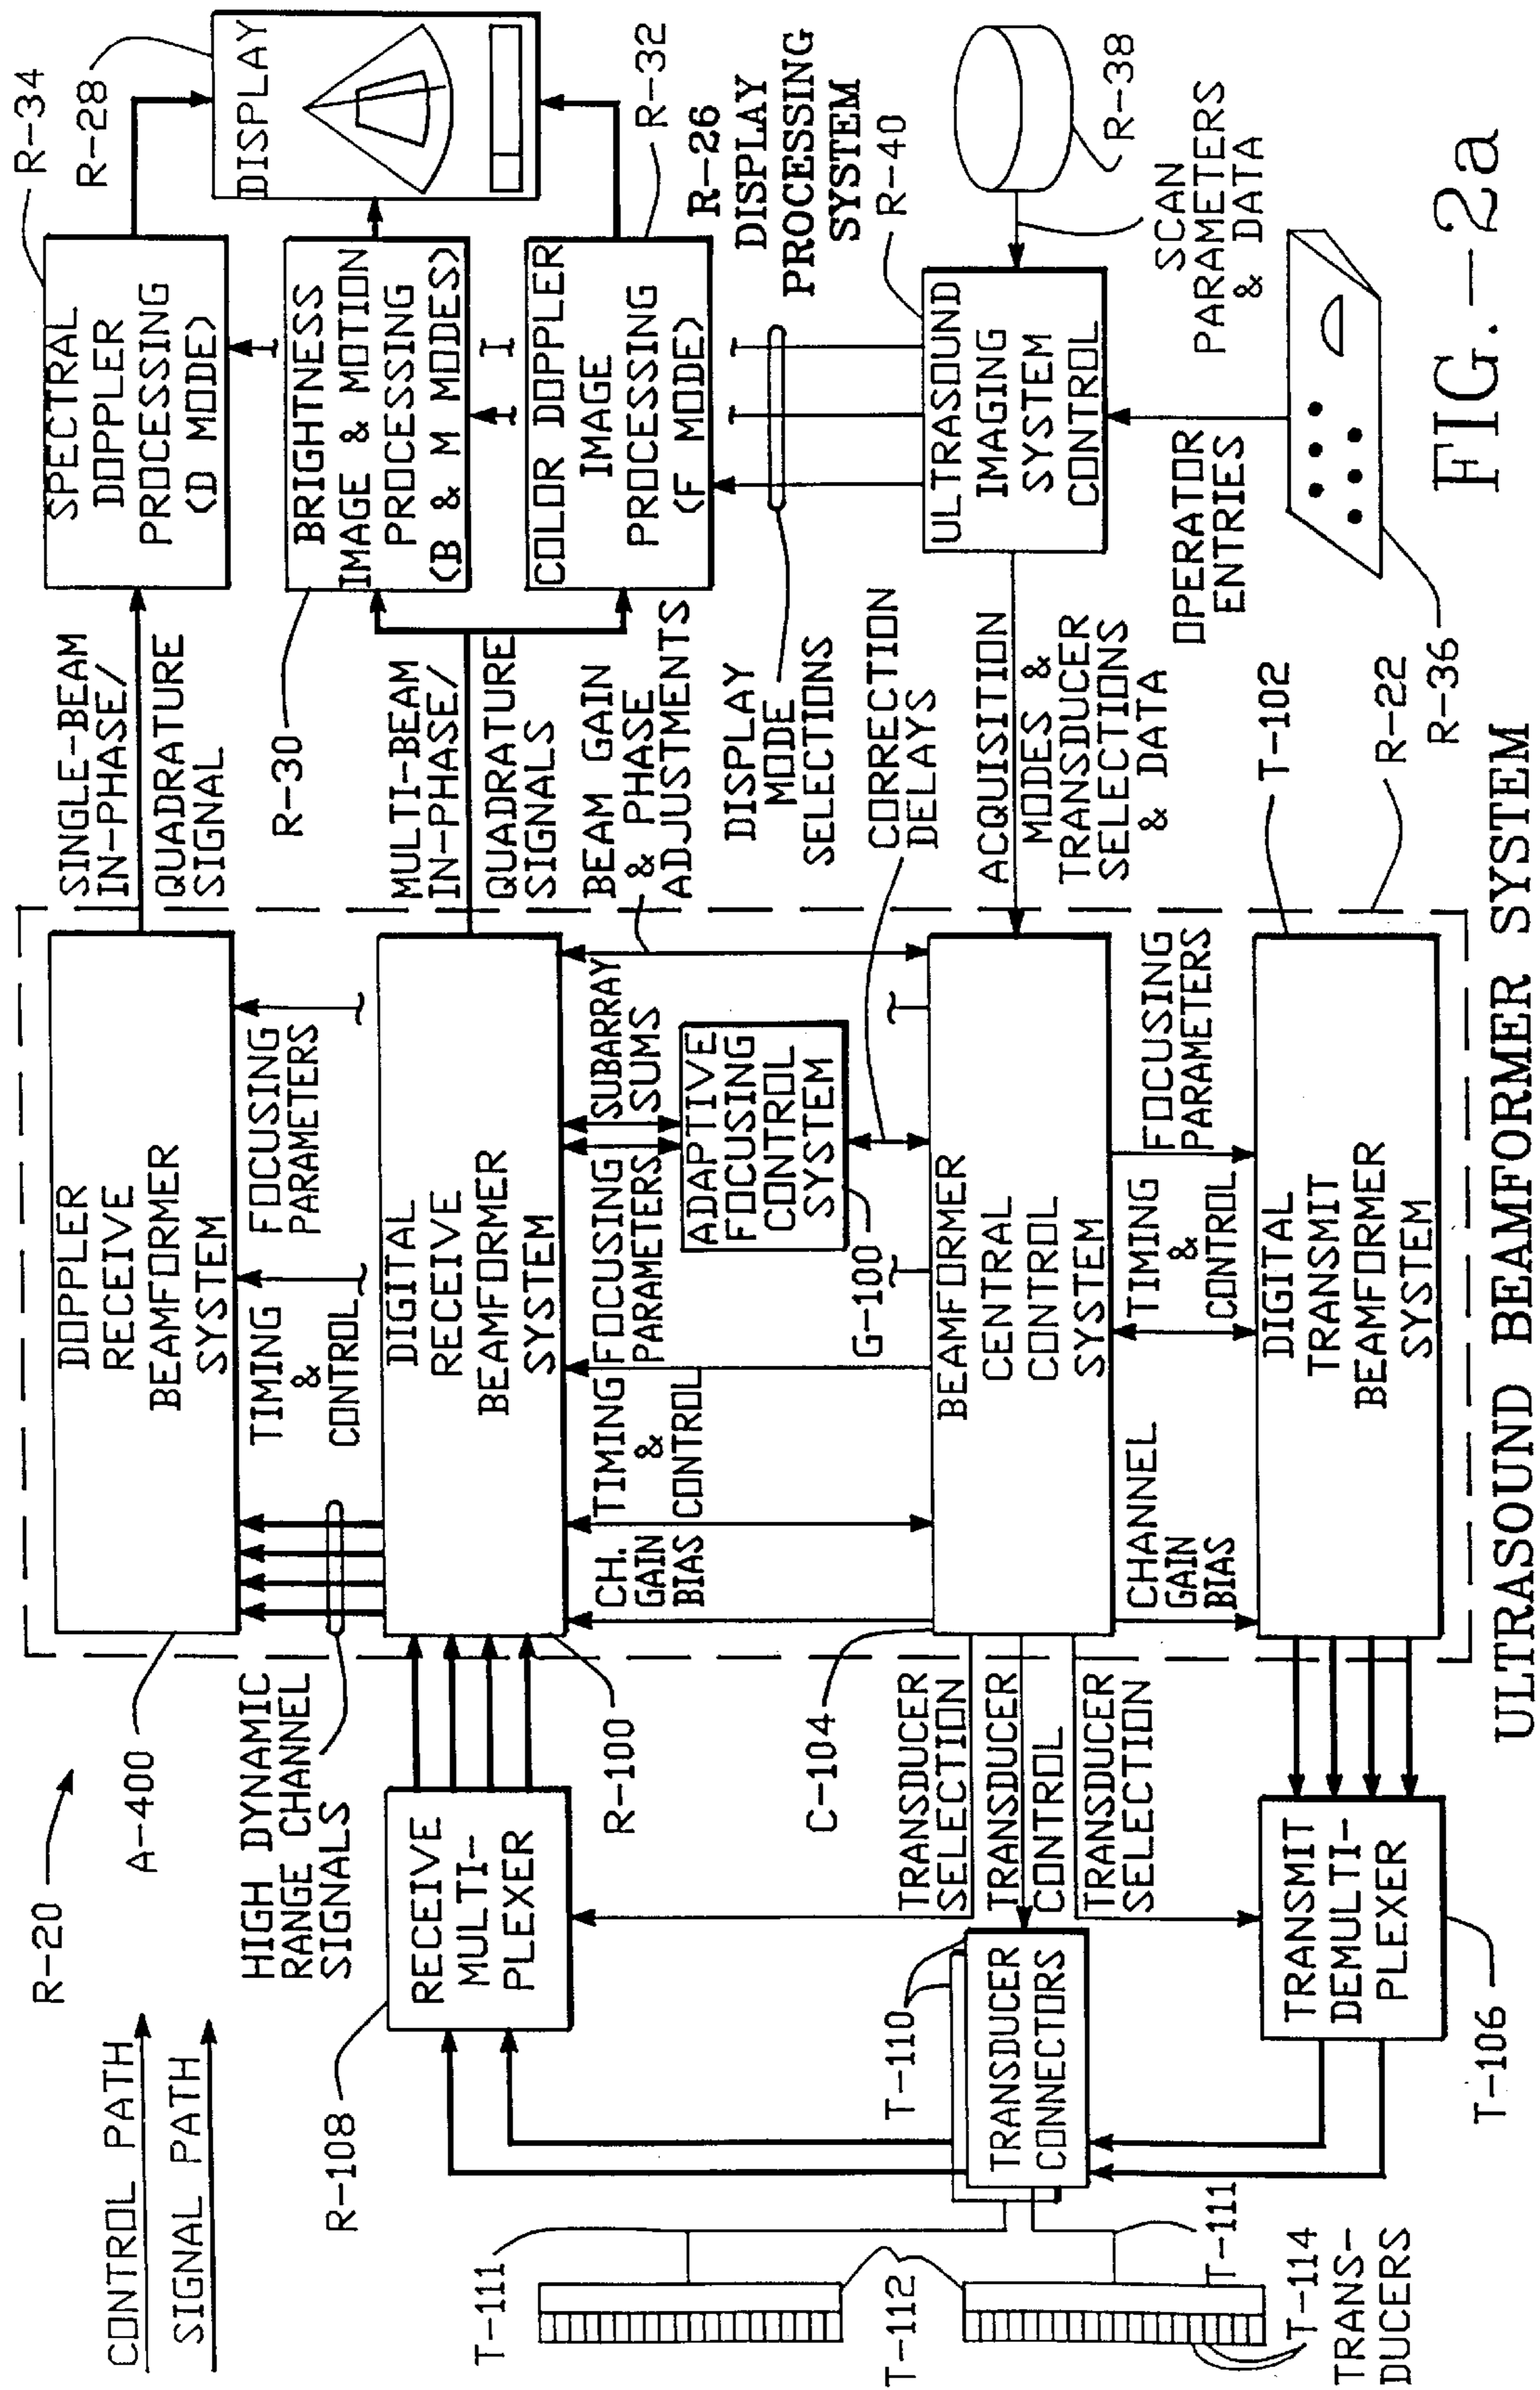 CONTROL PATH
SIGNAL PATH
R-20
A-400
HIGH DYNAMIC
RANGE CHANNEL
SIGNALS
DOPPLER
RECEIVE
BEAMFORMER
SYSTEM
TIMING
&
CONTROL
FOCUSING
PARAMETERS
SINGLE-BEAM
IN-PHASE/
QUADRATURE
SIGNAL
SPECTRAL
DOPPLER
PROCESSING
(D MODE)
R-34
R-28
DISPLAY
R-108
RECEIVE
MULTI-
PLEXER
R-100
DIGITAL
RECEIVE
BEAMFORMER
SYSTEM
MULTI-BEAM
IN-PHASE/
QUADRATURE
SIGNALS
R-30
BRIGHTNESS
IMAGE & MOTION
PROCESSING
(B & M MODES)
COLOR DOPPLER
IMAGE
PROCESSING
(F MODE)
R-32
R-26
DISPLAY
PROCESSING
SYSTEM
CH.
GAIN
BIAS
TIMING
&
CONTROL
FOCUSING
PARAMETERS
SUBARRAY
SUMS
BEAM GAIN
& PHASE
ADJUSTMENTS
ADAPTIVE
FOCUSING
CONTROL
SYSTEM
G-100
DISPLAY
MODE
SELECTIONS
CORRECTION
DELAYS
T-111
T-112
T-110
TRANSDUCER
CONNECTORS
C-104
TRANSDUCER
SELECTION
TRANSDUCER
CONTROL
TRANSDUCER
SELECTION
BEAMFORMER
CENTRAL
CONTROL
SYSTEM
ACQUISITION
MODES &
TRANSDUCER
SELECTIONS
& DATA
R-40
ULTRASOUND
IMAGING
SYSTEM
CONTROL
R-38
SCAN
PARAMETERS
& DATA
OPERATOR
ENTRIES
R-36
CHANNEL
GAIN
BIAS
TIMING
&
CONTROL
FOCUSING
PARAMETERS
T-111
T-114
TRANS-
DUCERS
T-106
TRANSMIT
DEMULTI-
PLEXER
DIGITAL
TRANSMIT
BEAMFORMER
SYSTEM
T-102
R-22
ULTRASOUND BEAMFORMER SYSTEM
FIG.-2a